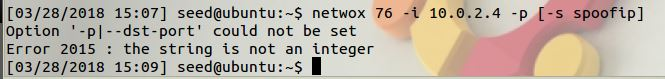 [03/28/2018 15:07] seed@ubuntu:~$ netwox 76 -i 10.0.2.4 -p [-s spoofip]
Option '-p|--dst-port' could not be set
Error 2015 : the string is not an integer
[03/28/2018 15:09] seed@ubuntu:~$